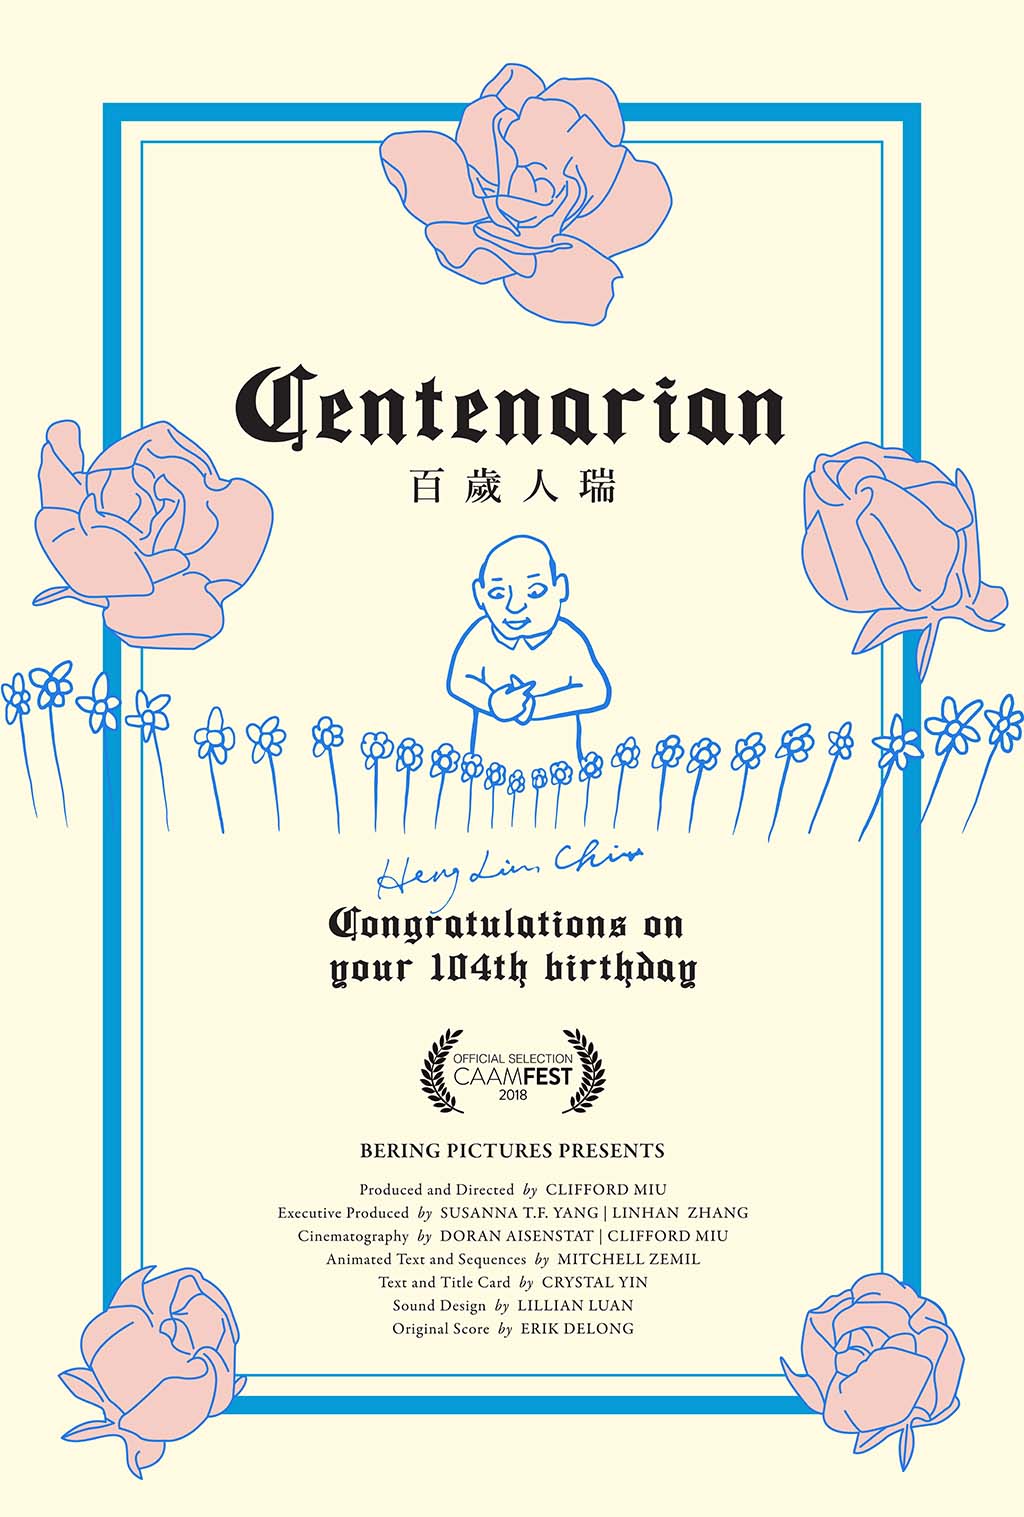 Centenarian
百歲人瑞
Heng Lim Chin
Congratulations on
your 104th birthday
OFFICIAL SELECTION
CAAMFEST
2018
BERING PICTURES PRESENTS
Produced and Directed by CLIFFORD MIU
Executive Produced by SUSANNA T.F. YANG | LINHAN ZHANG
Cinematography by DORAN AISENSTAT | CLIFFORD MIU
Animated Text and Sequences by MITCHELL ZEMIL
Text and Title Card by CRYSTAL YIN
Sound Design by LILLIAN LUAN
Original Score by ERIK DELONG